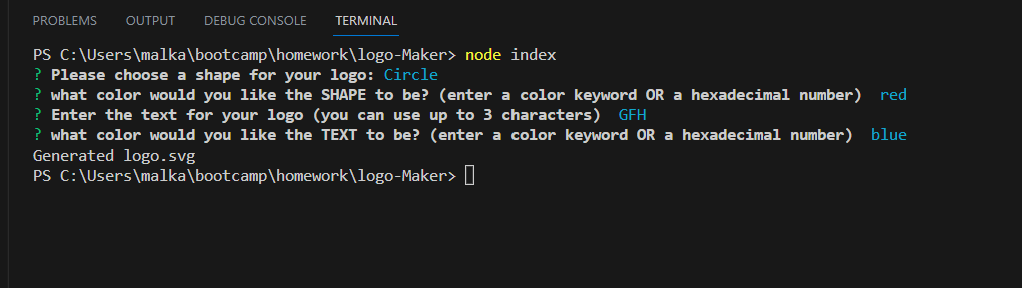 PROBLEMS OUTPUT DEBUG CONSOLE TERMINAL
PS C:\Users\malka\bootcamp\homework\logo-Maker> node index
? Please choose a shape for your logo: Circle
? what color would you like the SHAPE to be? (enter a color keyword OR a hexadecimal number) red
? Enter the text for your logo (you can use up to 3 characters) GFH
? what color would you like the TEXT to be? (enter a color keyword OR a hexadecimal number) blue
Generated logo.svg
PS C:\Users\malka\bootcamp\homework\logo-Maker>